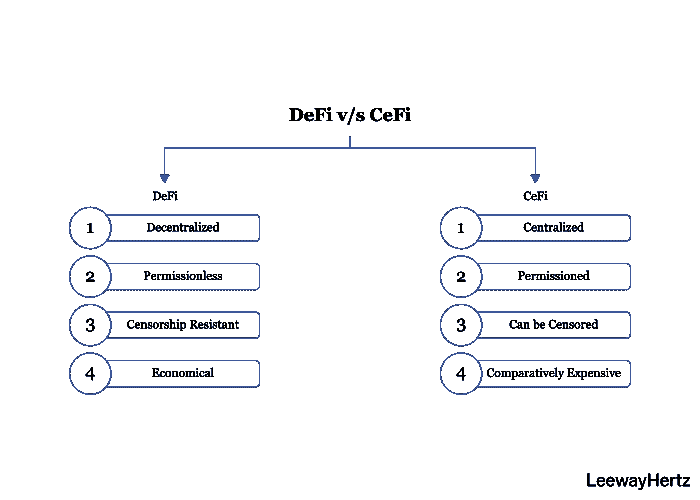 DeFi v/s CeFi
DeFi
1 Decentralized
2 Permissionless
3 Censorship Resistant
4 Economical
CeFi
1 Centralized
2 Permissioned
3 Can be Censored
4 Comparatively Expensive
LeewayHertz